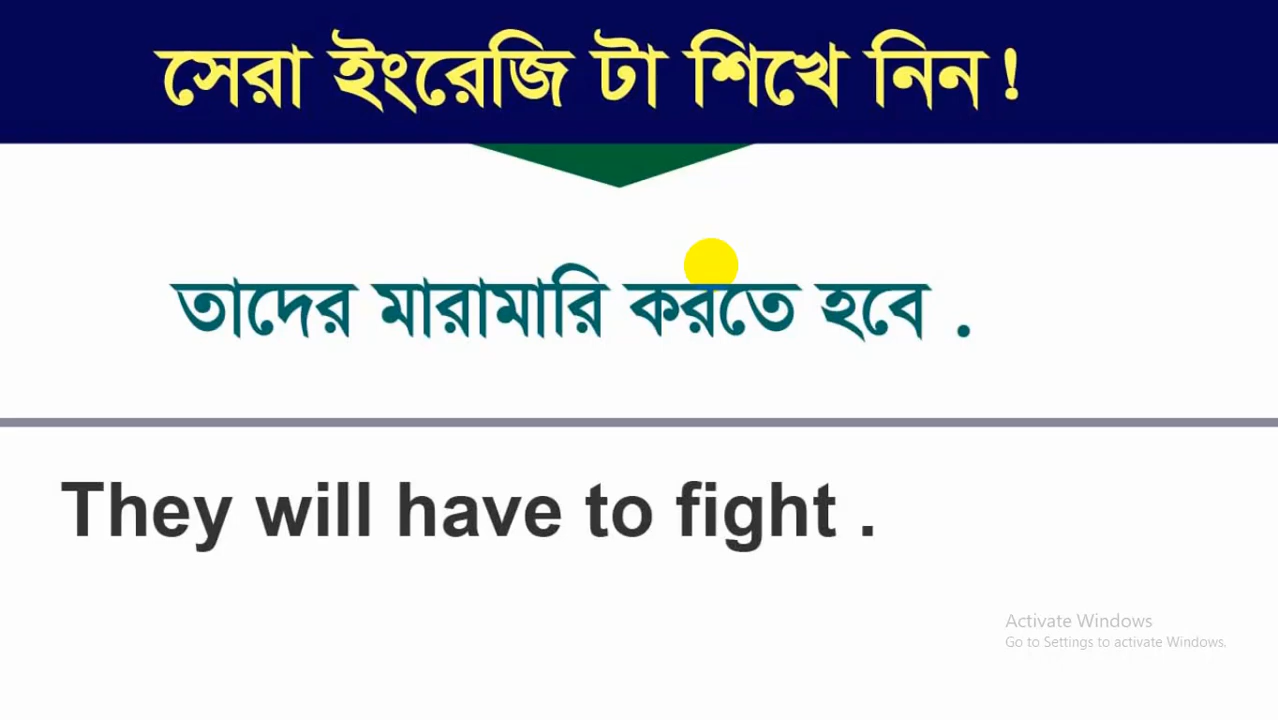 সেরা ইংরেজি টা শিখে নিন!
তাদের মারামারি করতে হবে .
They will have to fight .
Activate Windows
Go to Settings to activate Windows.